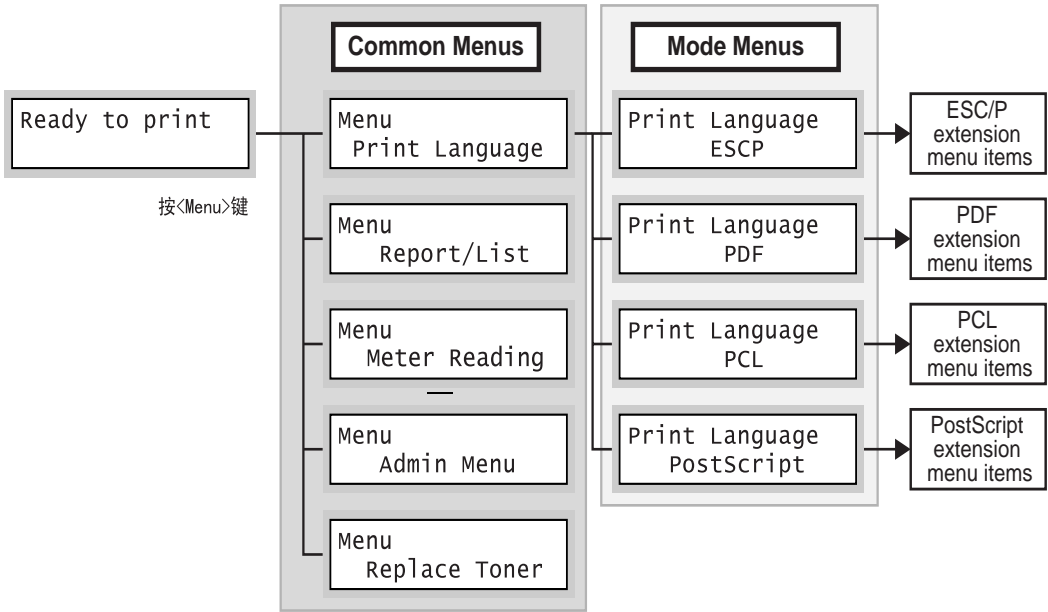 Common Menus
Mode Menus
Ready to print
按<Menu>键
Menu
Print Language
Print Language
ESCP
ESC/P
extension
menu items
Menu
Report/List
Print Language
PDF
PDF
extension
menu items
Menu
Meter Reading
Print Language
PCL
PCL
extension
menu items
Menu
Admin Menu
Print Language
PostScript
PostScript
extension
menu items
Menu
Replace Toner